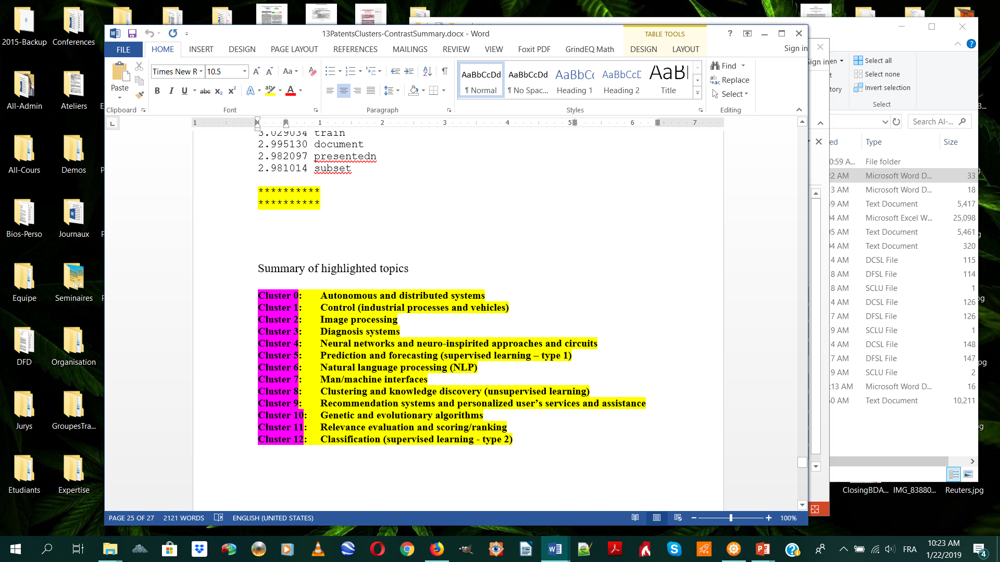 2015-Backup
Conferences
All-Admin
Ateliers
All-Cours
Demos
Bios-Perso
Journaux
Equipe
Seminaires
DFD
Organisation
Jurys
GroupesTra...
Etudiants
Expertise
13PatentsClusters-ContrastSummary.docx - Word
TABLE TOOLS
FILE
HOME
INSERT
DESIGN
PAGE LAYOUT
REFERENCES
MAILINGS
REVIEW
VIEW
Foxit PDF
GrindEQ Math
DESIGN
LAYOUT
Sign in
Paste
Clipboard
Times New R
10.5
Font
Paragraph
AaBbCcDd
¶ Normal
AaBbCcDd
¶ No Spac...
AaBbCc
Heading 1
AaBbCcD
Heading 2
AaBl
Title
Styles
Find
Replace
Select
Editing
1 1 2 3 4 5 6 7
3.029034 train
2.995130 document
2.982097 presentedn
2.981014 subset
**********
**********
Summary of highlighted topics
Cluster 0: Autonomous and distributed systems
Cluster 1: Control (industrial processes and vehicles)
Cluster 2: Image processing
Cluster 3: Diagnosis systems
Cluster 4: Neural networks and neuro-inspirited approaches and circuits
Cluster 5: Prediction and forecasting (supervised learning – type 1)
Cluster 6: Natural language processing (NLP)
Cluster 7: Man/machine interfaces
Cluster 8: Clustering and knowledge discovery (unsupervised learning)
Cluster 9: Recommendation systems and personalized user’s services and assistance
Cluster 10: Genetic and evolutionary algorithms
Cluster 11: Relevance evaluation and scoring/ranking
Cluster 12: Classification (supervised learning - type 2)
PAGE 25 OF 27
2121 WORDS
ENGLISH (UNITED STATES)
100%
Sign in
Select all
Select none
Invert selection
Select
Search AI-...
Type
Size
0:59 A... File folder
22 AM Microsoft Word D... 33
3 AM Microsoft Word D... 18
49 AM Text Document 5,417
04 AM Microsoft Excel W... 25,098
05 AM Text Document 5,461
04 AM Text Document 320
4 AM DCSL File 115
8 AM DFSL File 114
8 AM SCLU File 1
4 AM DCSL File 126
7 AM DFSL File 126
9 AM SCLU File 1
4 AM DCSL File 148
7 AM DFSL File 147
9 AM SCLU File 2
:13 AM Microsoft Word D... 16
50 AM Text Document 10,211
ClosingBDA...
IMG_83880...
Reuters.jpg
FRA
10:23 AM
1/22/2019
4